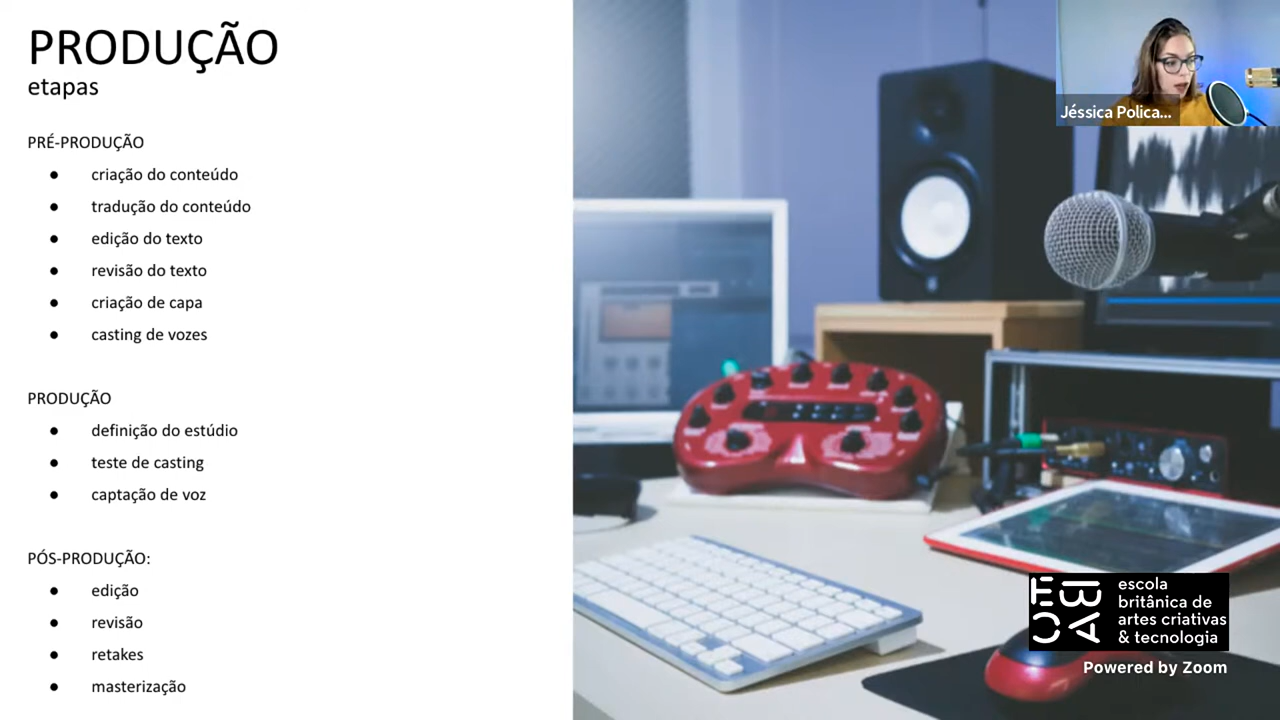 PRODUÇÃO
etapas
PRÉ-PRODUÇÃO
● criação do conteúdo
● tradução do conteúdo
● edição do texto
● revisão do texto
● criação de capa
● casting de vozes
PRODUÇÃO
● definição do estúdio
● teste de casting
● captação de voz
PÓS-PRODUÇÃO:
● edição
● revisão
● retakes
● masterização
Jéssica Polica...
EBAC
escola
britânica de
artes criativas
& tecnologia
Powered by Zoom